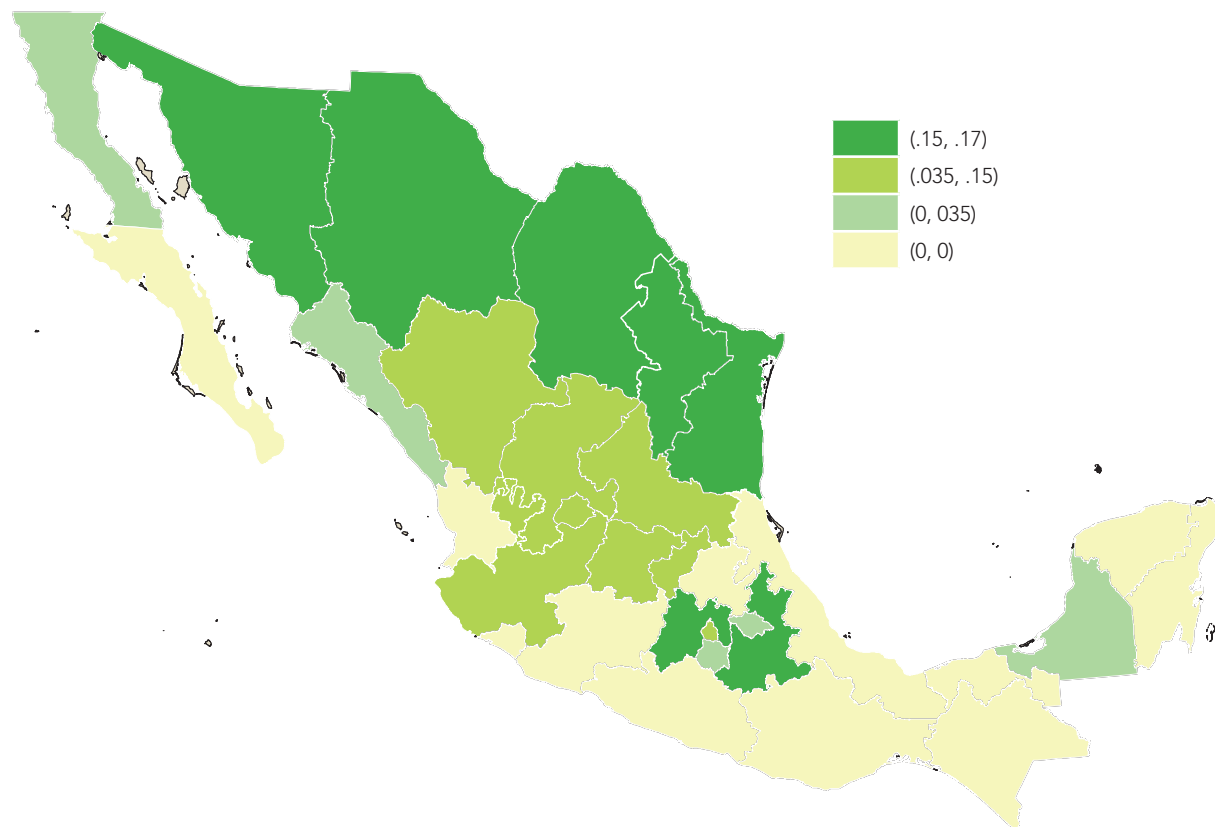 (.15, .17)
(.035, .15)
(0, 035)
(0, 0)